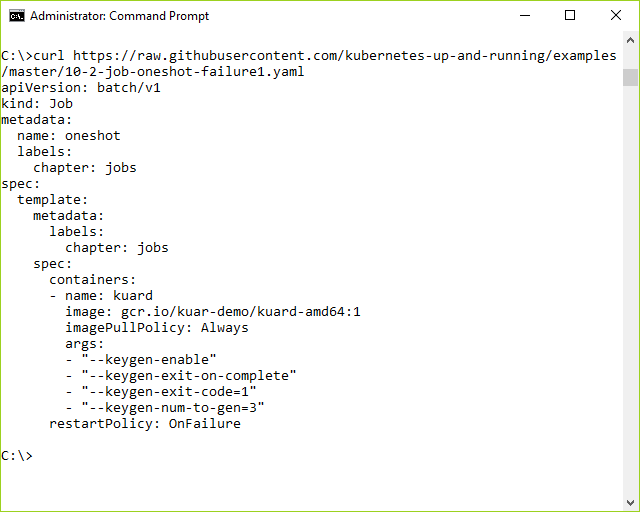 Administrator: Command Prompt
C:\>curl https://raw.githubusercontent.com/kubernetes-up-and-running/examples
/master/10-2-job-oneshot-failure1.yaml
apiVersion: batch/v1
kind: Job
metadata:
  name: oneshot
  labels:
    chapter: jobs
spec:
  template:
    metadata:
      labels:
        chapter: jobs
    spec:
      containers:
      - name: kuard
        image: gcr.io/kuar-demo/kuard-amd64:1
        imagePullPolicy: Always
        args:
        - "--keygen-enable"
        - "--keygen-exit-on-complete"
        - "--keygen-exit-code=1"
        - "--keygen-num-to-gen=3"
      restartPolicy: OnFailure
C:\>